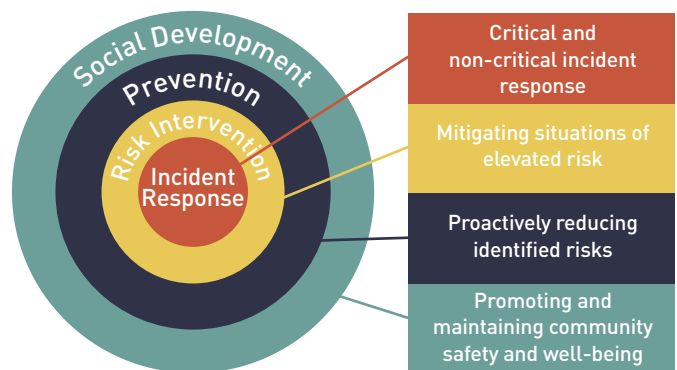 Social Development
Prevention
Risk Intervention
Incident
Response
Critical and
non-critical incident
response
Mitigating situations of
elevated risk
Proactively reducing
identified risks
Promoting and
maintaining community
safety and well-being